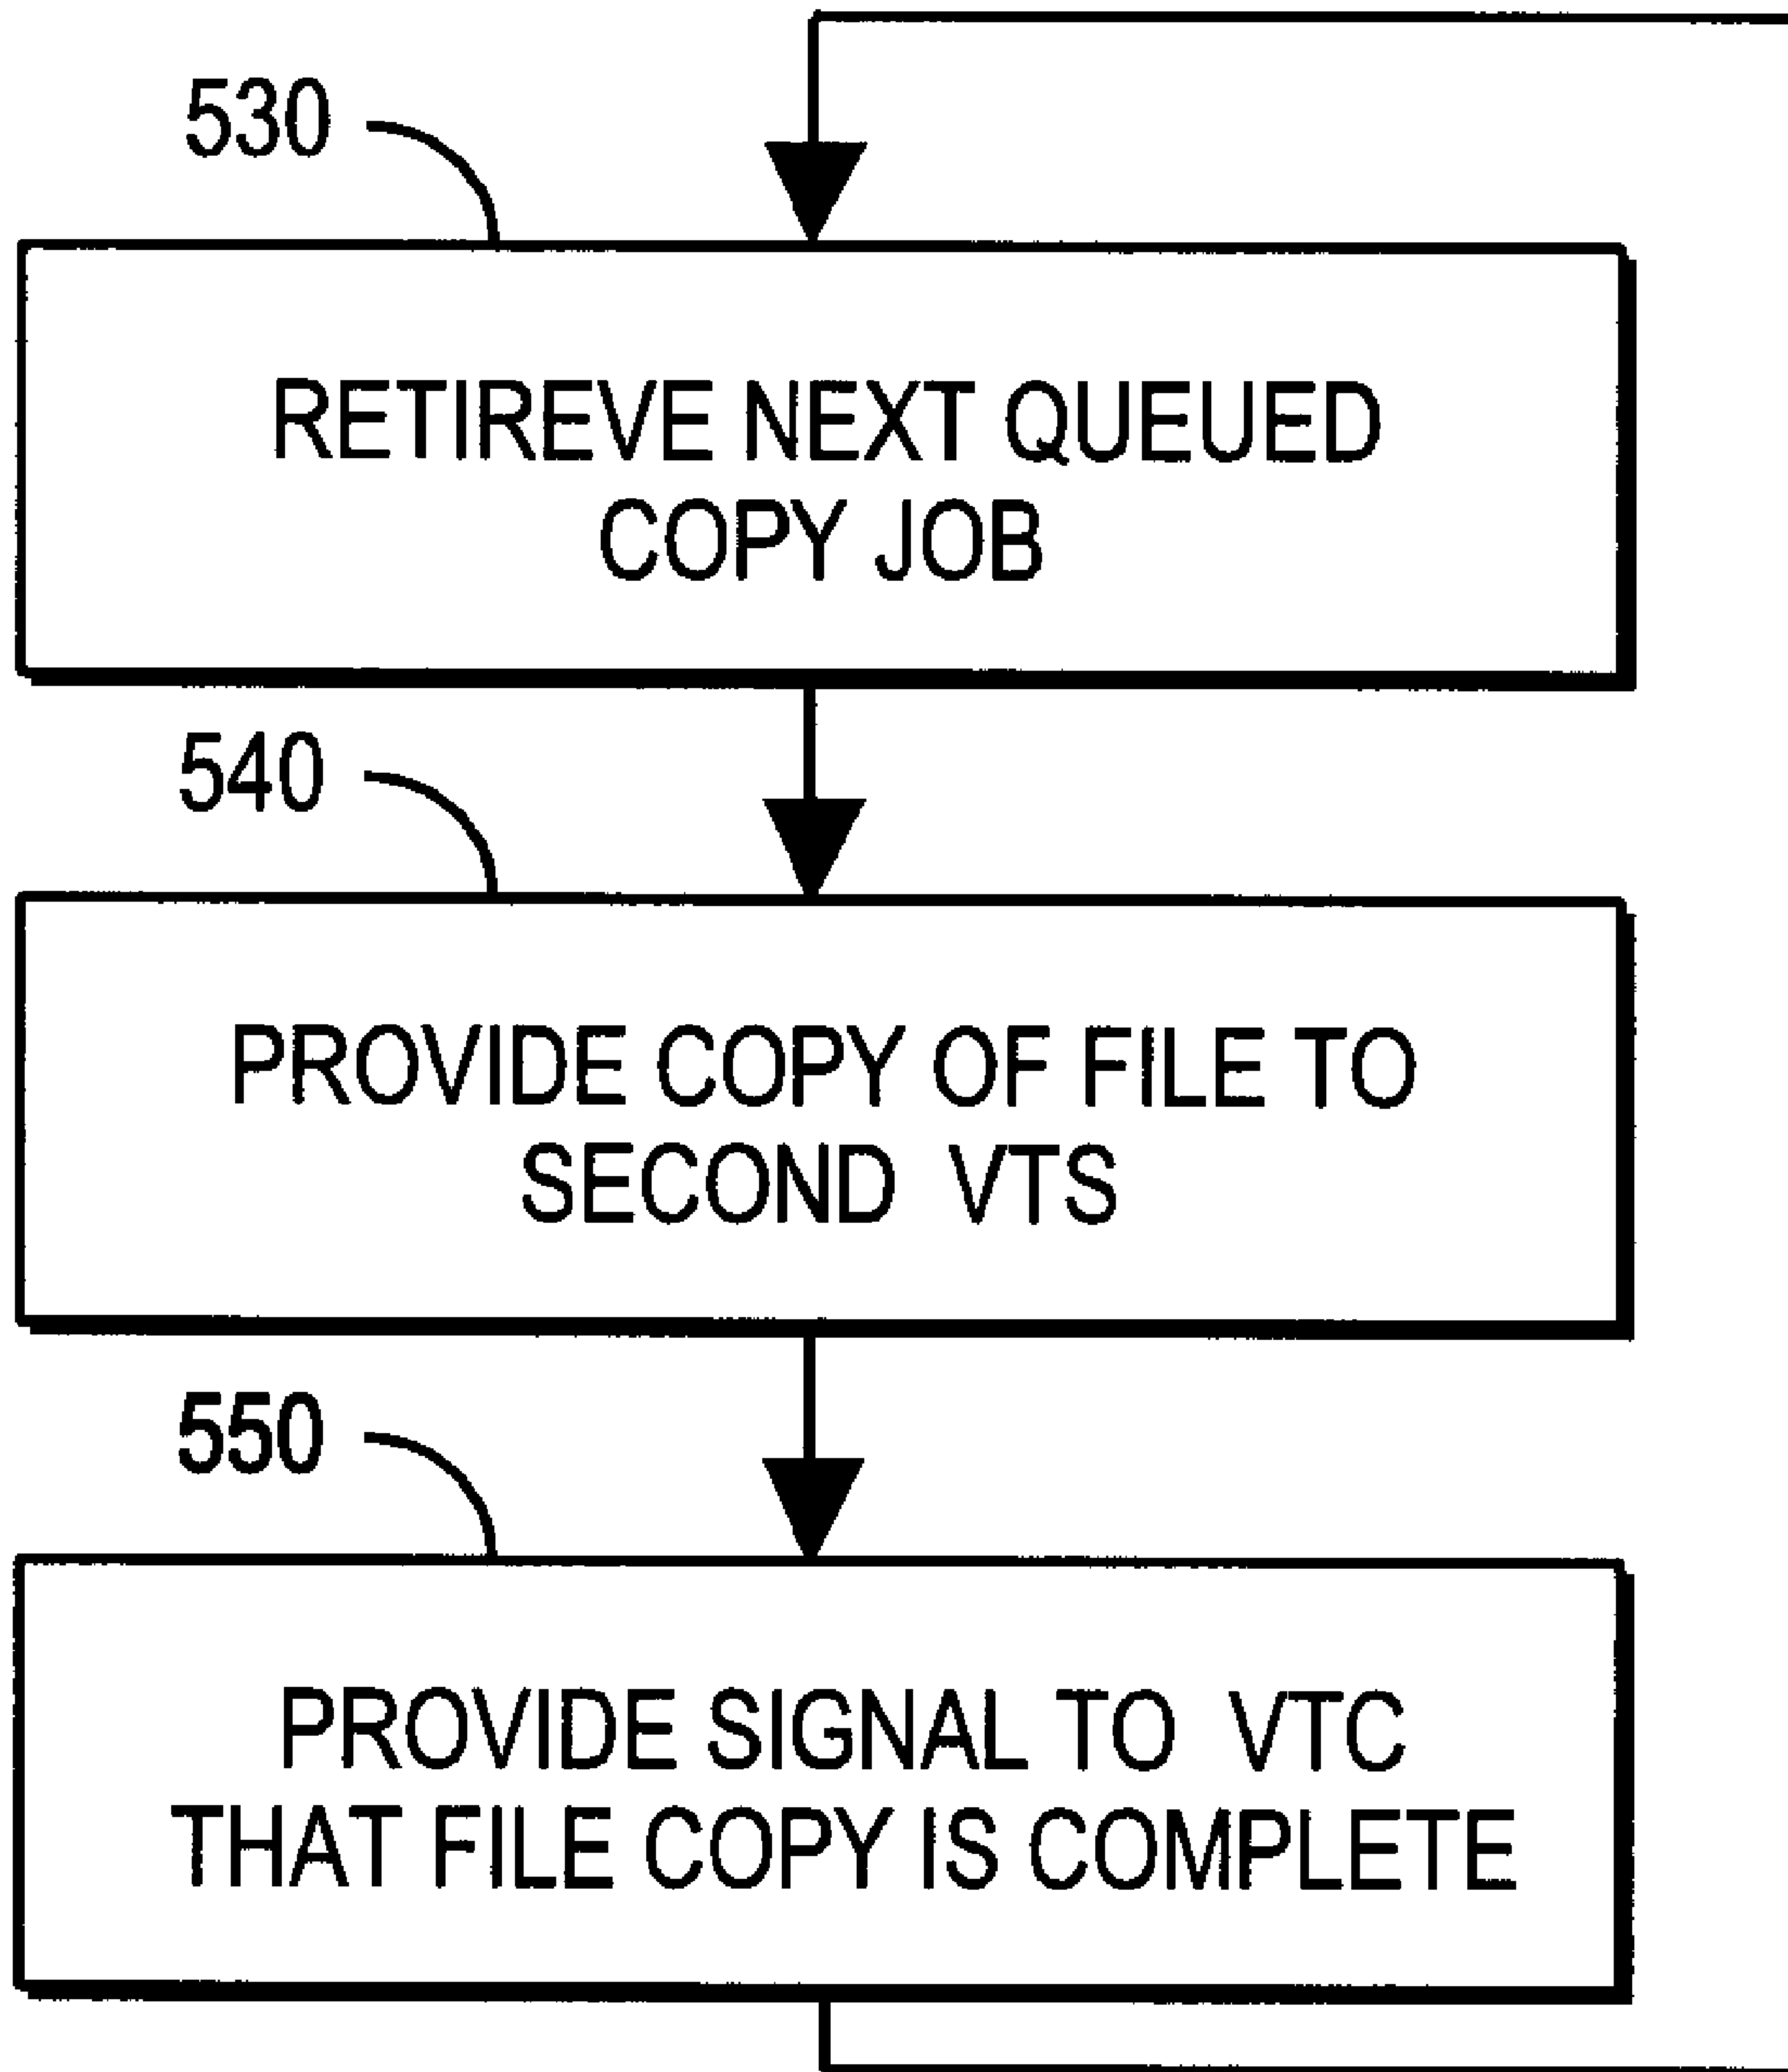 530
RETIREVE NEXT QUEUED
COPY JOB
540
PROVIDE COPY OF FILE TO
SECOND VTS
550
PROVIDE SIGNAL TO VTC
THAT FILE COPY IS COMPLETE